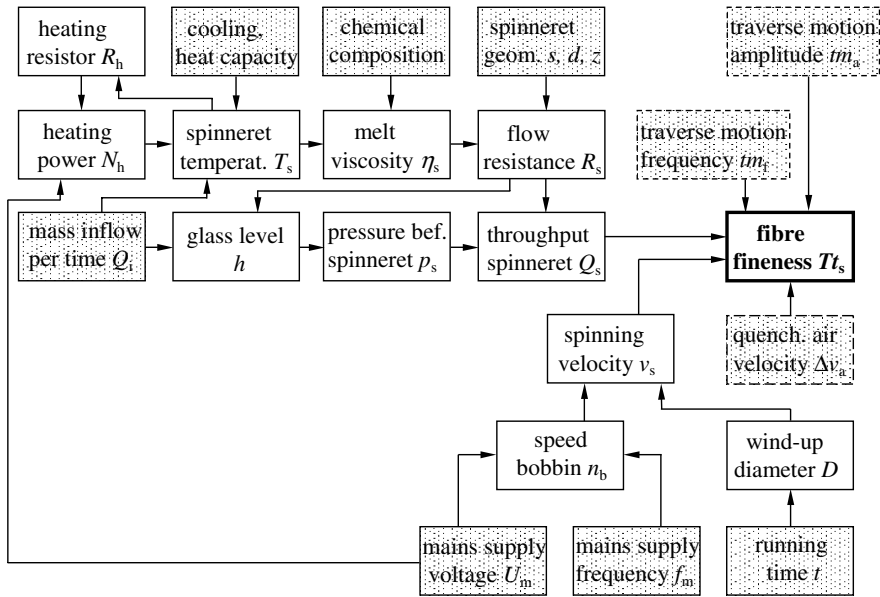 heating
resistor Rh
cooling,
heat capacity
chemical
composition
spinneret
geom. s, d, z
traverse motion
amplitude tma
heating
power Nh
spinneret
temperat. Ts
melt
viscosity ηs
flow
resistance Rs
traverse motion
frequency tmf
mass inflow
per time Qi
glass level
h
pressure bef.
spinneret ps
throughput
spinneret Qs
fibre
fineness Tts
spinning
velocity vs
quench. air
velocity Δva
speed
bobbin nb
wind-up
diameter D
mains supply
voltage Um
mains supply
frequency fm
running
time t